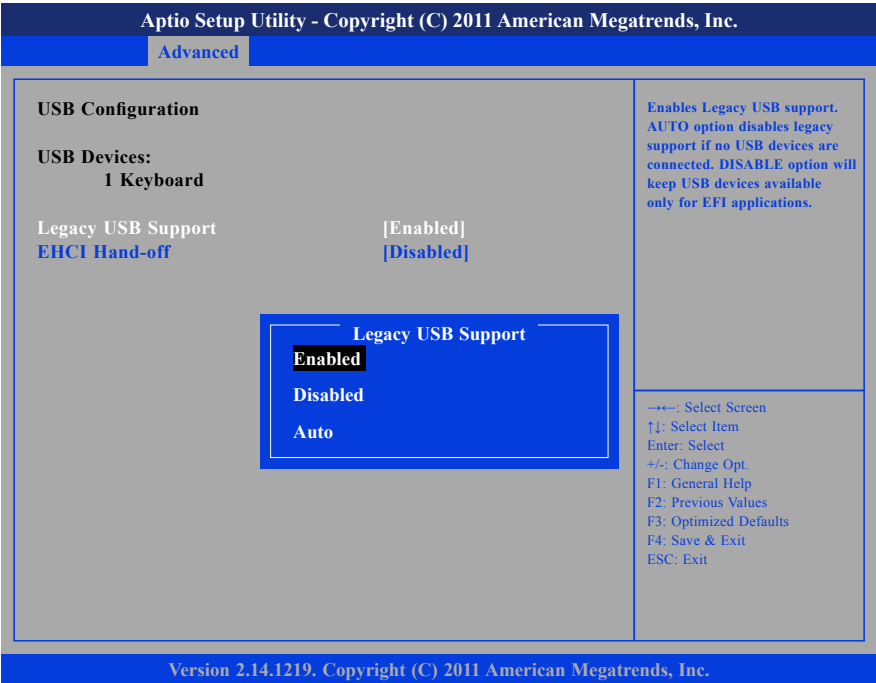 Aptio Setup Utility - Copyright (C) 2011 American Megatrends, Inc.
Advanced
USB Configuration
USB Devices:
1 Keyboard
Legacy USB Support [Enabled]
EHCI Hand-off [Disabled]
Legacy USB Support
Enabled
Disabled
Auto
Enables Legacy USB support.
AUTO option disables legacy
support if no USB devices are
connected. DISABLE option will
keep USB devices available
only for EFI applications.
→←: Select Screen
↑↓: Select Item
Enter: Select
+/-: Change Opt.
F1: General Help
F2: Previous Values
F3: Optimized Defaults
F4: Save & Exit
ESC: Exit
Version 2.14.1219. Copyright (C) 2011 American Megatrends, Inc.